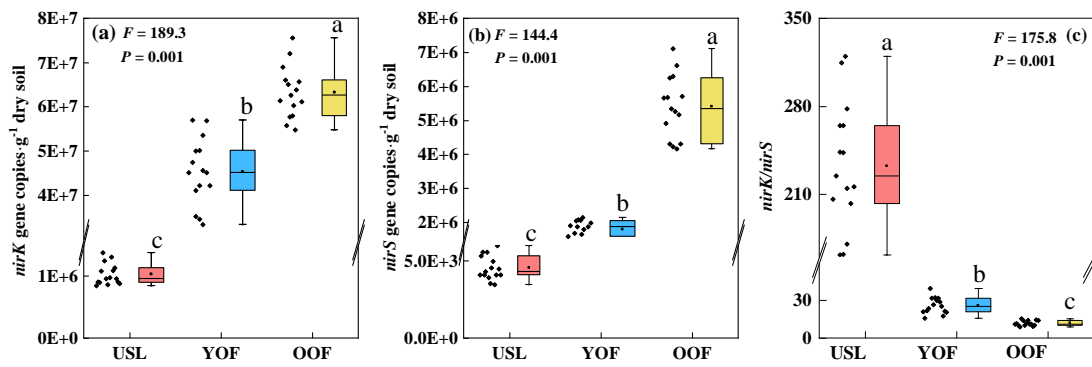 nirK gene copies·g⁻¹ dry soil
8E+7
7E+7
6E+7
5E+7
4E+7
1E+6
0E+0
(a)
F = 189.3
P = 0.001
c
b
a
USL YOF OOF
nirS gene copies·g⁻¹ dry soil
8E+6
7E+6
6E+6
5E+6
4E+6
3E+6
2E+6
5.0E+3
0.0E+0
(b)
F = 144.4
P = 0.001
c
b
a
USL YOF OOF
nirK/nirS
350
280
210
30
0
(c)
F = 175.8
P = 0.001
a
b
c
USL YOF OOF